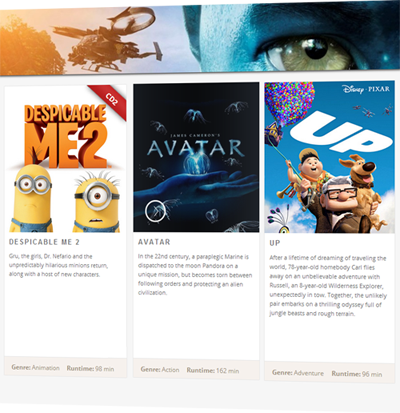 CD2
DESPICABLE
ME 2
JAMES CAMERON'S
AVATAR
Disney · PIXAR
UP
DESPICABLE ME 2
Gru, the girls, Dr. Nefario and the
unpredictably hilarious minions return,
along with a host of new characters.
Genre: Animation Runtime: 98 min
AVATAR
In the 22nd century, a paraplegic Marine is
dispatched to the moon Pandora on a
unique mission, but becomes torn between
following orders and protecting an alien
civilization.
Genre: Action Runtime: 162 min
UP
After a lifetime of dreaming of traveling the
world, 78-year-old homebody Carl flies
away on an unbelievable adventure with
Russell, an 8-year-old Wilderness Explorer,
unexpectedly in tow. Together, the unlikely
pair embarks on a thrilling odyssey full of
jungle beasts and rough terrain.
Genre: Adventure Runtime: 96 min